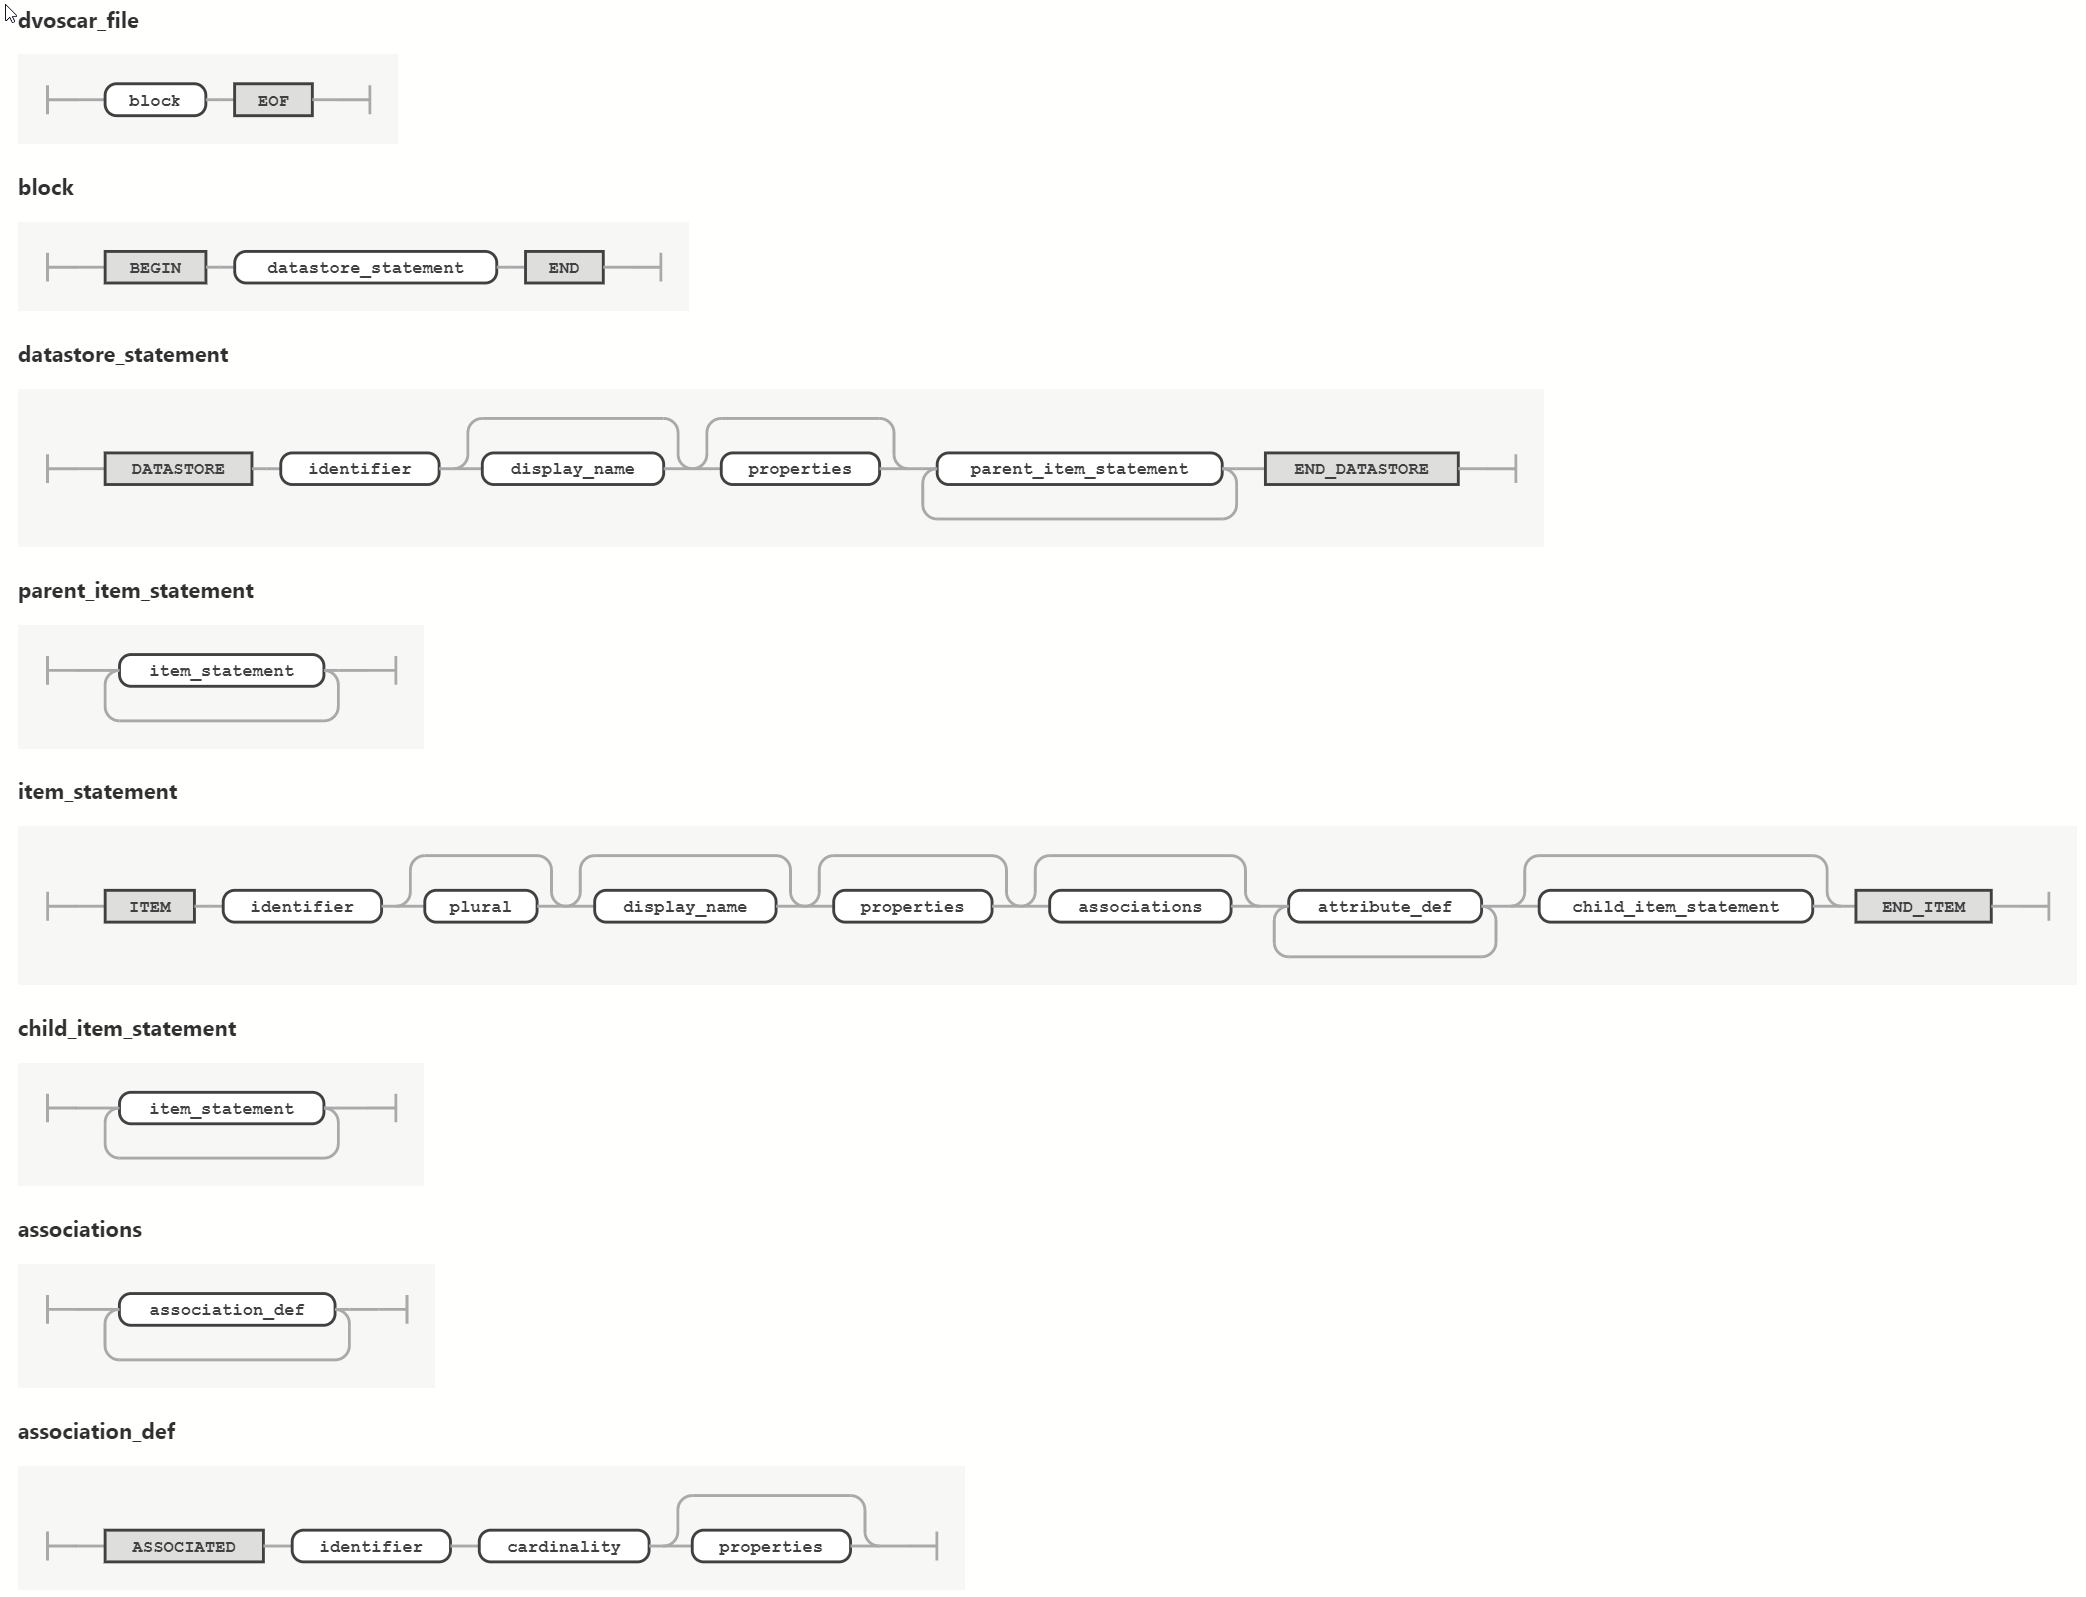 dvoscar_file
block EOF
block
BEGIN datastore_statement END
datastore_statement
DATASTORE identifier display_name properties parent_item_statement END_DATASTORE
parent_item_statement
item_statement
item_statement
ITEM identifier plural display_name properties associations attribute_def child_item_statement END_ITEM
child_item_statement
item_statement
associations
association_def
association_def
ASSOCIATED identifier cardinality properties